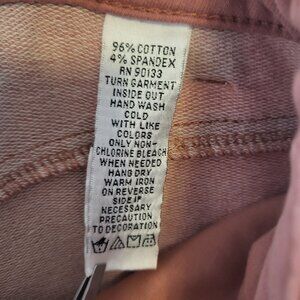 96% COTTON
4% SPANDEX
RN 90133
TURN GARMENT
INSIDE OUT
HAND WASH
COLD
WITH LIKE
COLORS
ONLY NON-
CHLORINE BLEACH
WHEN NEEDED
HANG DRY
WARM IRON
ON REVERSE
SIDE IF
NECESSARY
PRECAUTION
TO DECORATION